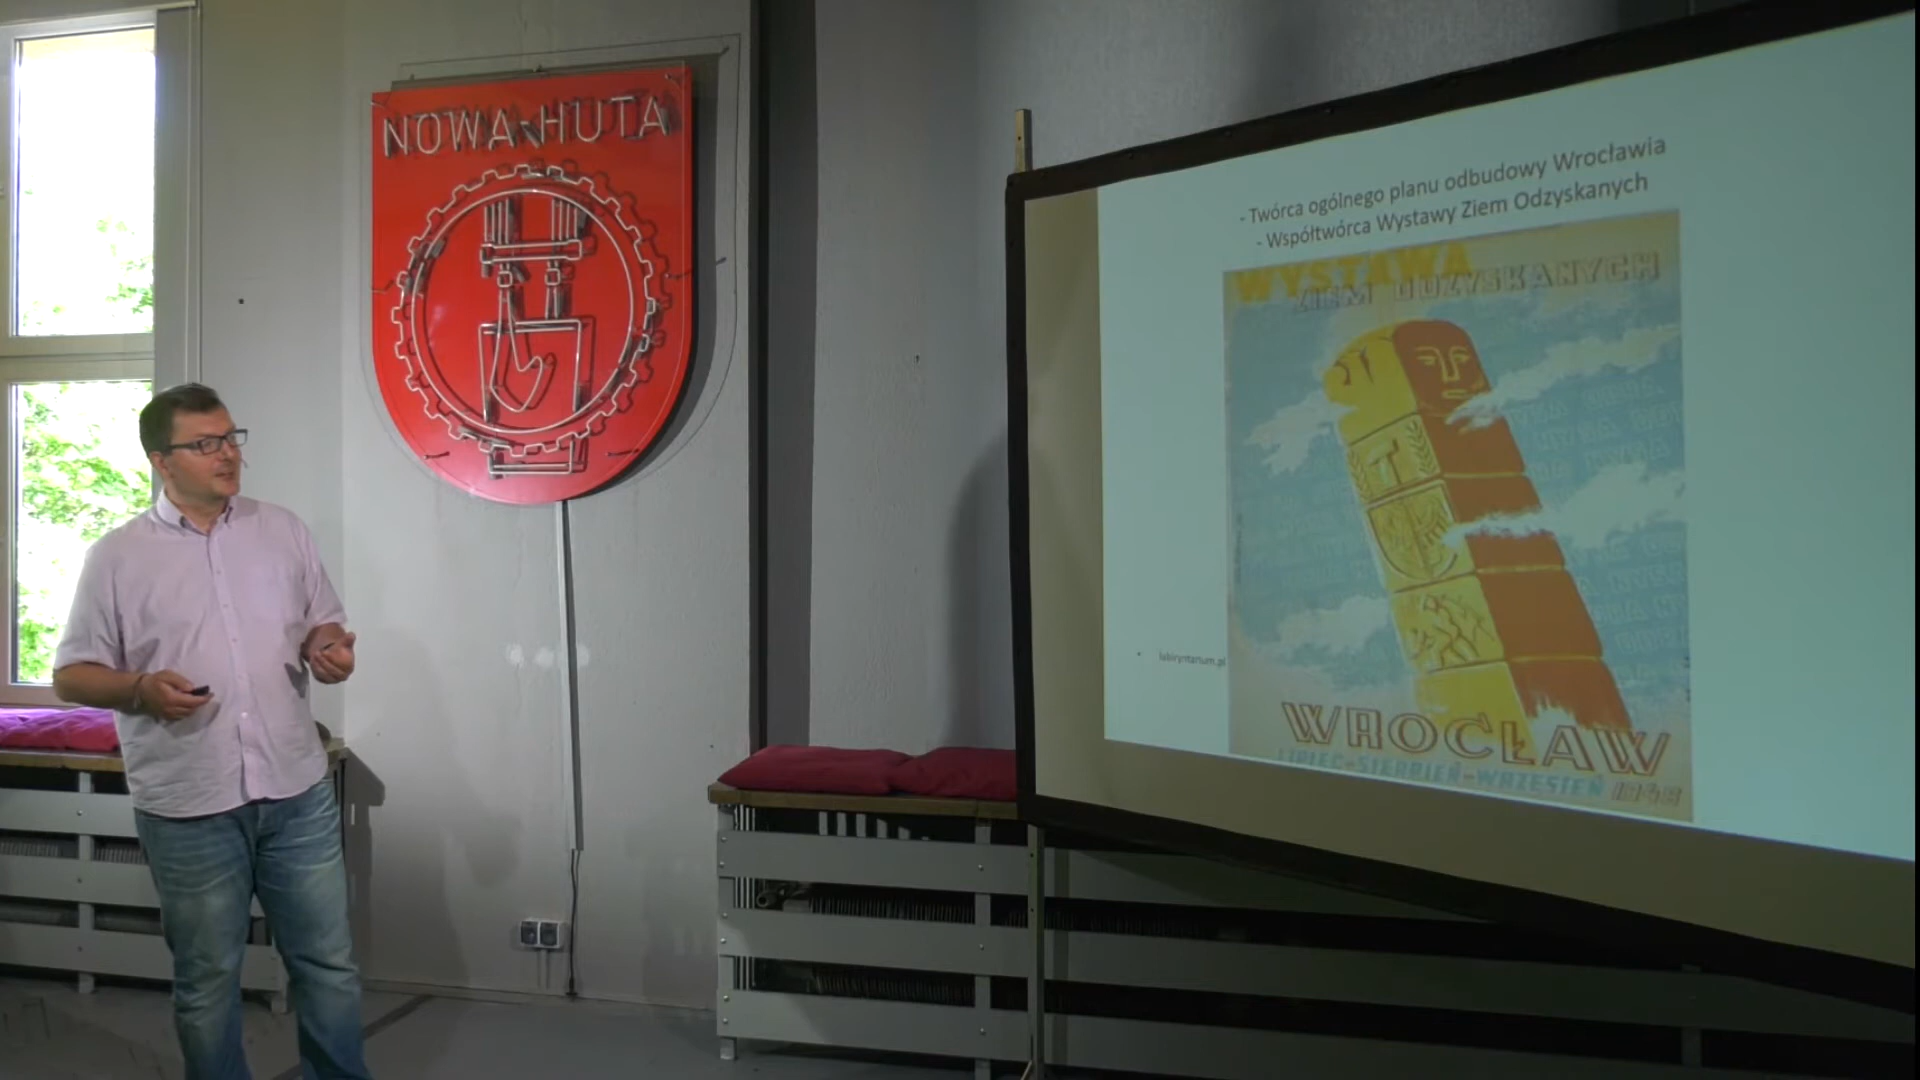 NOWA-HUTA
- Twórca ogólnego planu odbudowy Wrocławia
- Współtwórca Wystawy Ziem Odzyskanych
WYSTAWA
ZIEM ODZYSKANYCH
• labiryntarium.pl
WROCŁAW
LIPIEC-SIERPIEŃ-WRZESIEŃ 1948